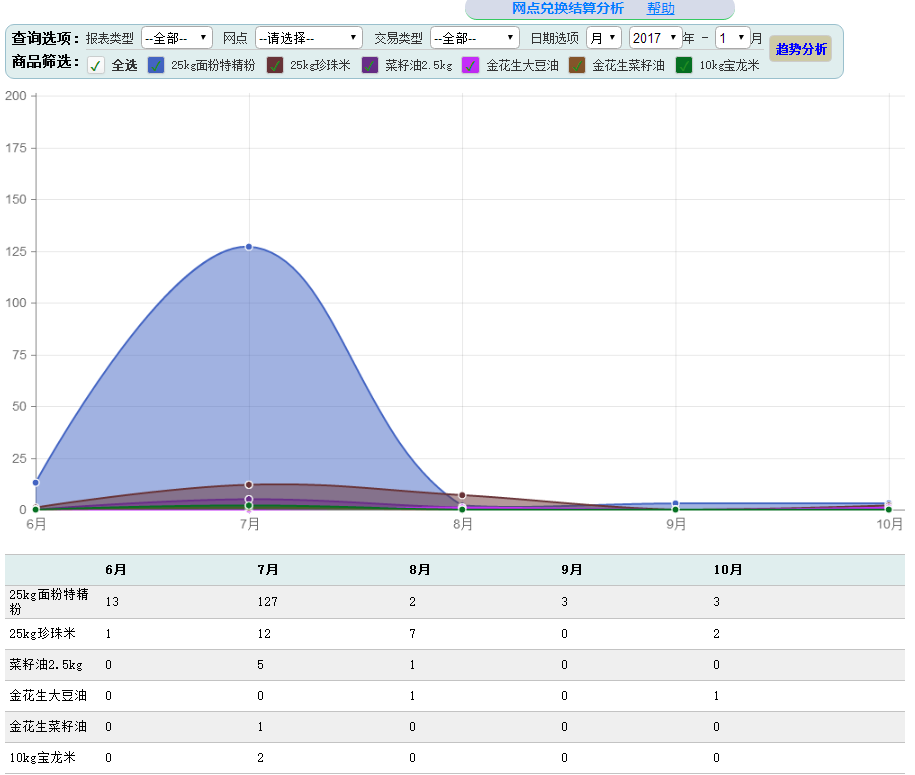 网点兑换结算分析 帮助
查询选项: 报表类型 --全部-- 网点 --请选择-- 交易类型 --全部-- 日期选项 月 2017 年 - 1 月 趋势分析
商品筛选: 全选 25kg面粉特精粉 25kg珍珠米 菜籽油2.5kg 金花生大豆油 金花生菜籽油 10kg宝龙米
200
175
150
125
100
75
50
25
0
6月 7月 8月 9月 10月
6月 7月 8月 9月 10月
25kg面粉特精
粉 13 127 2 3 3
25kg珍珠米 1 12 7 0 2
菜籽油2.5kg 0 5 1 0 0
金花生大豆油 0 0 1 0 1
金花生菜籽油 0 1 0 0 0
10kg宝龙米 0 2 0 0 0